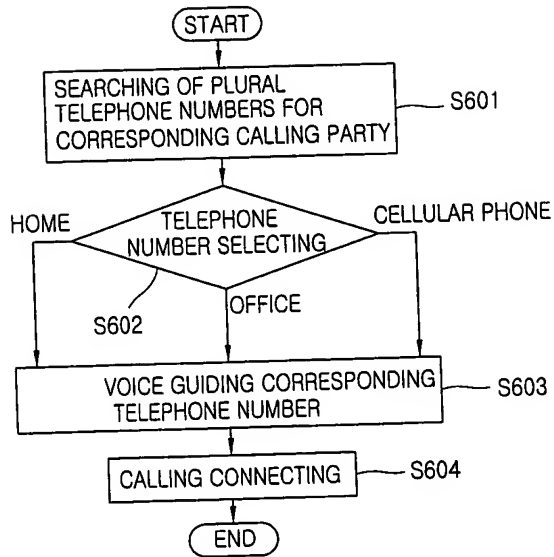 START
SEARCHING OF PLURAL
TELEPHONE NUMBERS FOR
CORRESPONDING CALLING PARTY
S601
HOME
TELEPHONE
NUMBER SELECTING
CELLULAR PHONE
S602
OFFICE
VOICE GUIDING CORRESPONDING
TELEPHONE NUMBER
S603
CALLING CONNECTING
S604
END